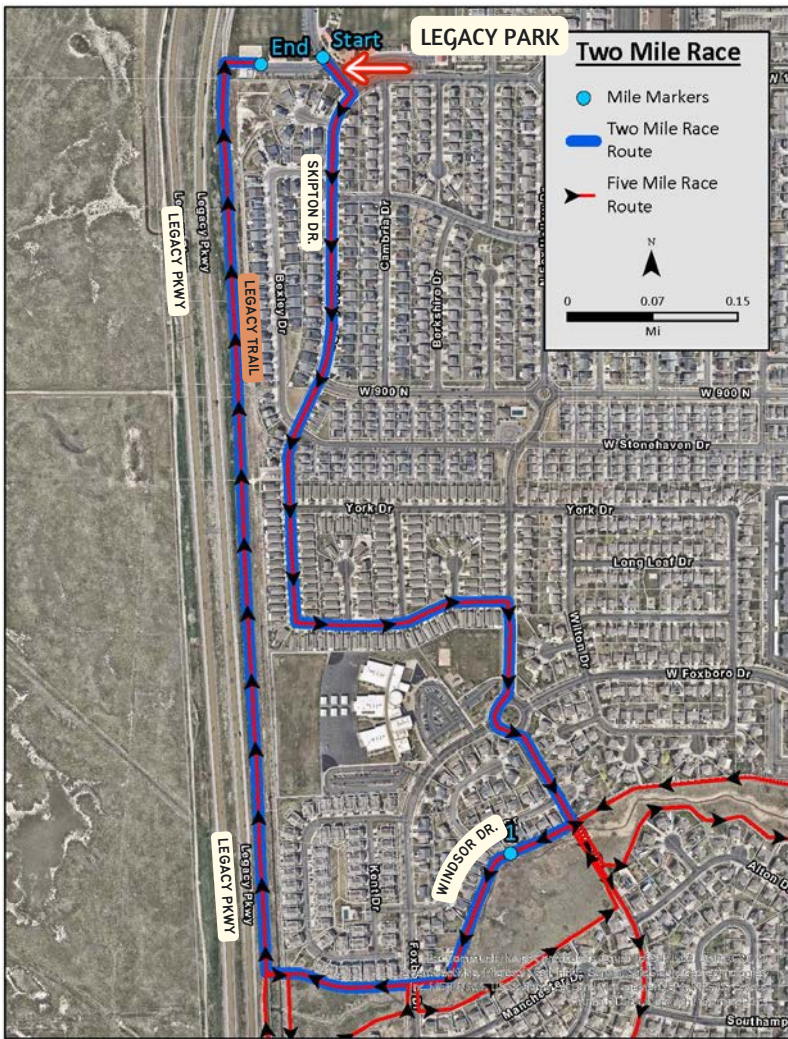 End
Start
LEGACY PARK
Two Mile Race
Mile Markers
Two Mile Race
Route
Five Mile Race
Route
N
0
0.07
0.15
Mi
SKIPTON DR.
Legacy Pkwy
LEGACY PKWY
Cambria Dr
Berkshire Dr
Bexley Dr
LEGACY TRAIL
W 900 N
W 900 N
W Stonehaven Dr
York Dr
York Dr
Long Leaf Dr
Wilton Dr
W Foxboro Dr
1
WINDSOR DR.
LEGACY PKWY
Legacy Pkwy
Kent Dr
Alton Dr
Manchester Dr
Southamp